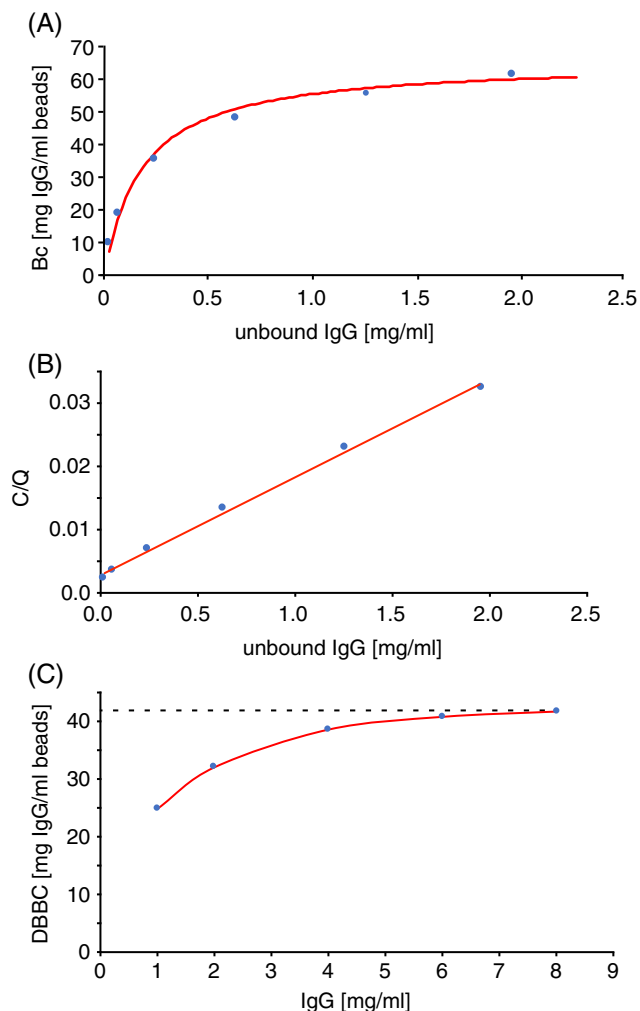 (A)
Bc [mg IgG/ml beads]
70
60
50
40
30
20
10
0
0 0.5 1.0 1.5 2.0 2.5
unbound IgG [mg/ml]
(B)
C/Q
0.03
0.02
0.01
0.0
0.0 0.5 1.0 1.5 2.0 2.5
unbound IgG [mg/ml]
(C)
DBBC [mg IgG/ml beads]
40
30
20
10
0
0 1 2 3 4 5 6 7 8 9
IgG [mg/ml]